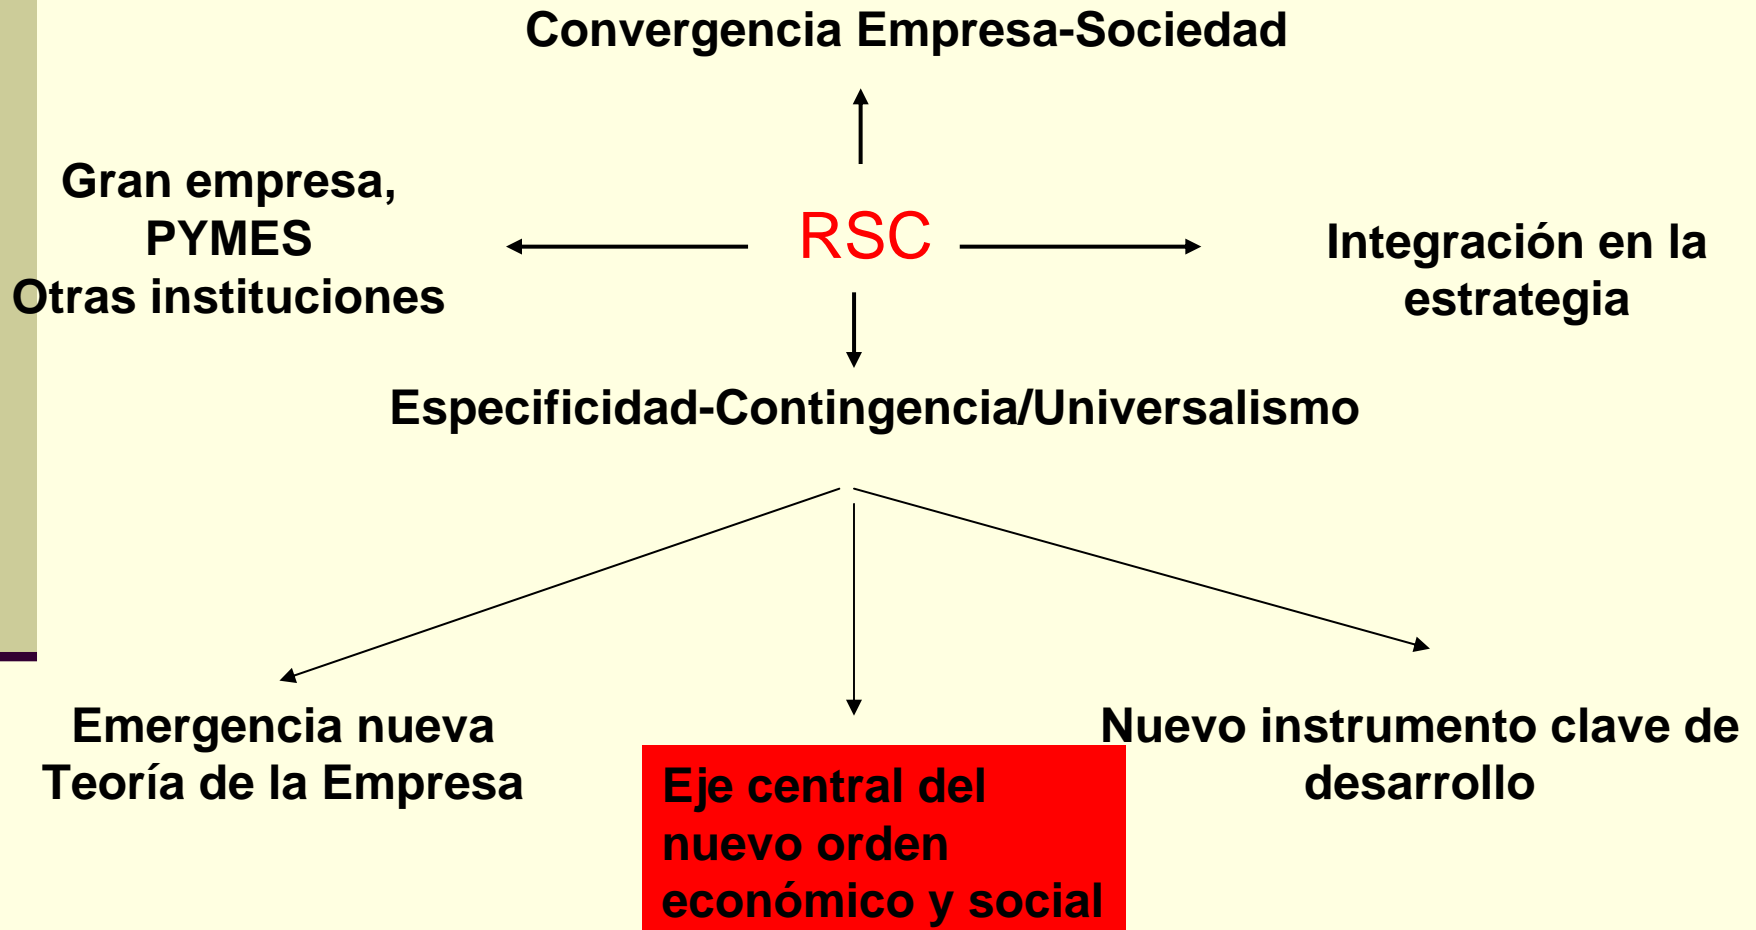 Convergencia Empresa-Sociedad
Gran empresa,
PYMES
Otras instituciones
RSC
Integración en la
estrategia
Especificidad-Contingencia/Universalismo
Emergencia nueva
Teoría de la Empresa
Eje central del
nuevo orden
económico y social
Nuevo instrumento clave de
desarrollo